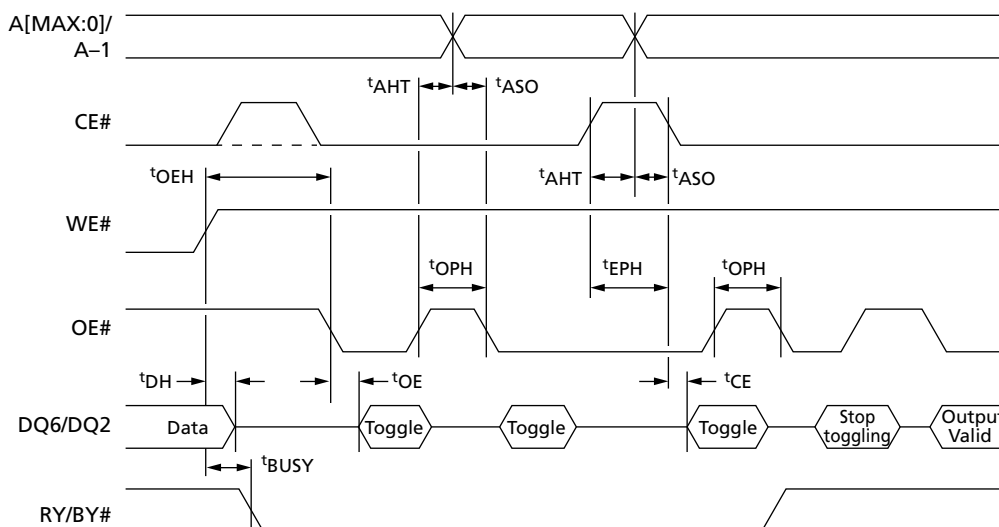 A[MAX:0]/
A–1
tAHT tASO
CE#
tOEH tAHT tASO
WE#
tOPH tEPH tOPH
OE#
tDH tOE tCE
DQ6/DQ2 Data Toggle Toggle Toggle Stop toggling Output Valid
tBUSY
RY/BY#